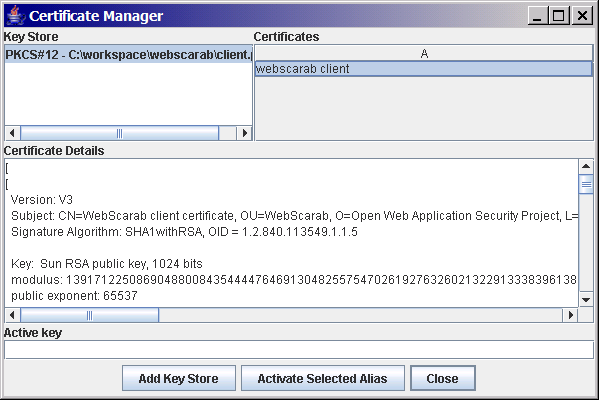 Certificate Manager
Key Store
Certificates
PKCS#12 - C:\workspace\webscarab\client.
A
webscarab client
Certificate Details
[
[
Version: V3
Subject: CN=WebScarab client certificate, OU=WebScarab, O=Open Web Application Security Project, L=
Signature Algorithm: SHA1withRSA, OID = 1.2.840.113549.1.1.5
Key: Sun RSA public key, 1024 bits
modulus:
public exponent: 65537
Active key
Add Key Store
Activate Selected Alias
Close